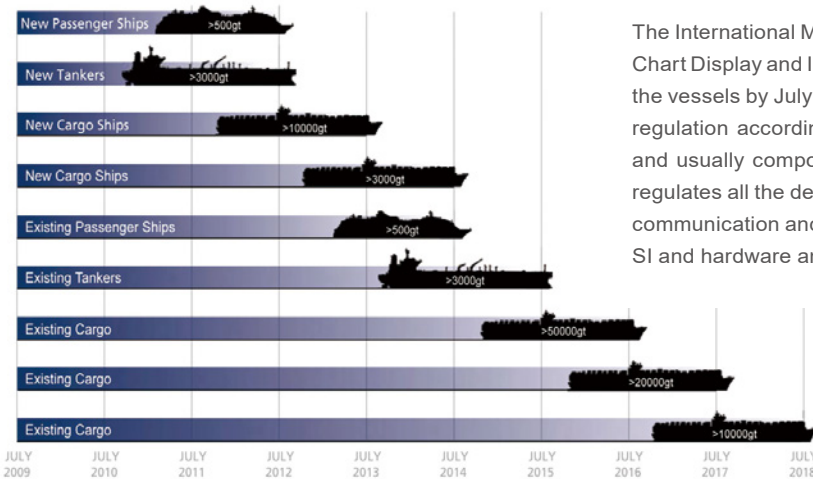 New Passenger Ships >500gt
New Tankers >3000gt
New Cargo Ships >10000gt
New Cargo Ships >3000gt
Existing Passenger Ships >500gt
Existing Tankers >3000gt
Existing Cargo >50000gt
Existing Cargo >20000gt
Existing Cargo >10000gt
JULY JULY JULY JULY JULY JULY JULY JULY JULY JULY
2009 2010 2011 2012 2013 2014 2015 2016 2017 2018
The International M
Chart Display and I
the vessels by July
regulation accordin
and usually compo
regulates all the de
communication and
SI and hardware ar